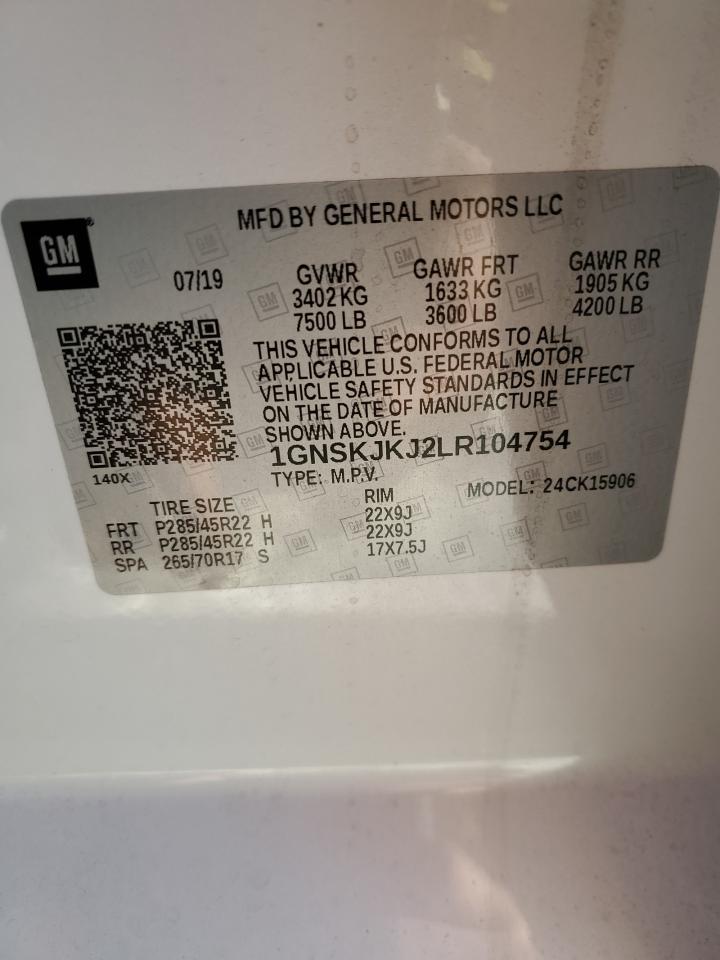 GM
MFD BY GENERAL MOTORS LLC
07/19
GVWR
3402 KG
7500 LB
GAWR FRT
1633 KG
3600 LB
GAWR RR
1905 KG
4200 LB
THIS VEHICLE CONFORMS TO ALL
APPLICABLE U.S. FEDERAL MOTOR
VEHICLE SAFETY STANDARDS IN EFFECT
ON THE DATE OF MANUFACTURE
SHOWN ABOVE.
1GNSKJKJ2LR104754
140X
TYPE: M.P.V.
MODEL: 24CK15906
TIRE SIZE RIM
FRT P285/45R22 H 22X9J
RR P285/45R22 H 22X9J
SPA 265/70R17 S 17X7.5J